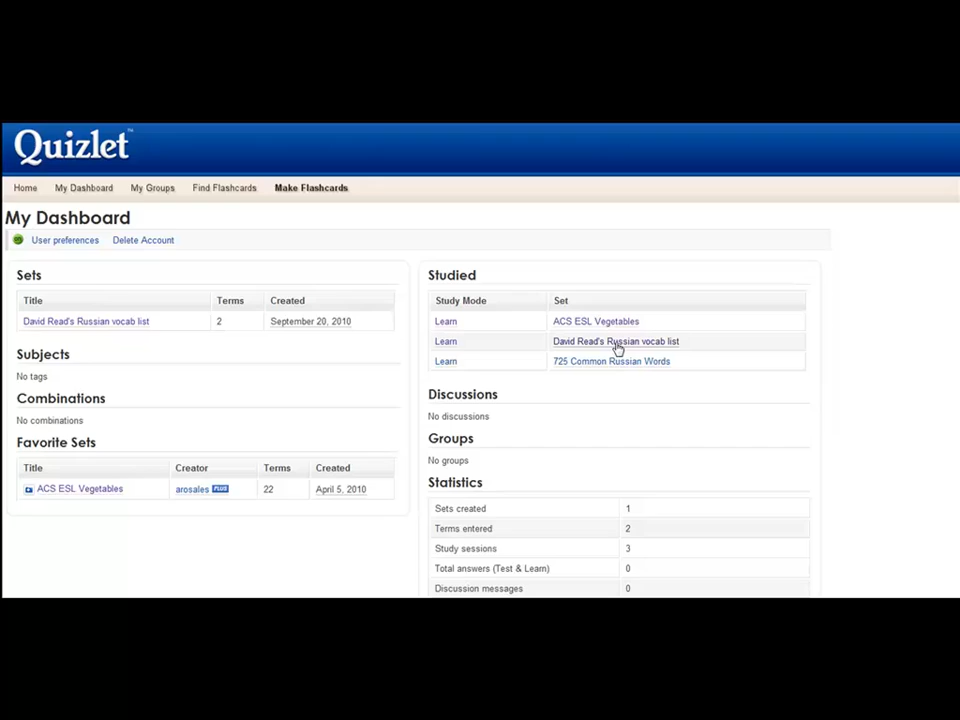 Quizlet™
Home My Dashboard My Groups Find Flashcards Make Flashcards
My Dashboard
User preferences Delete Account
Sets
Title Terms Created
David Read's Russian vocab list 2 September 20, 2010
Subjects
No tags
Combinations
No combinations
Favorite Sets
Title Creator Terms Created
ACS ESL Vegetables arosales PLUS 22 April 5, 2010
Studied
Study Mode Set
Learn ACS ESL Vegetables
Learn David Read's Russian vocab list
Learn 725 Common Russian Words
Discussions
No discussions
Groups
No groups
Statistics
Sets created 1
Terms entered 2
Study sessions 3
Total answers (Test & Learn) 0
Discussion messages 0